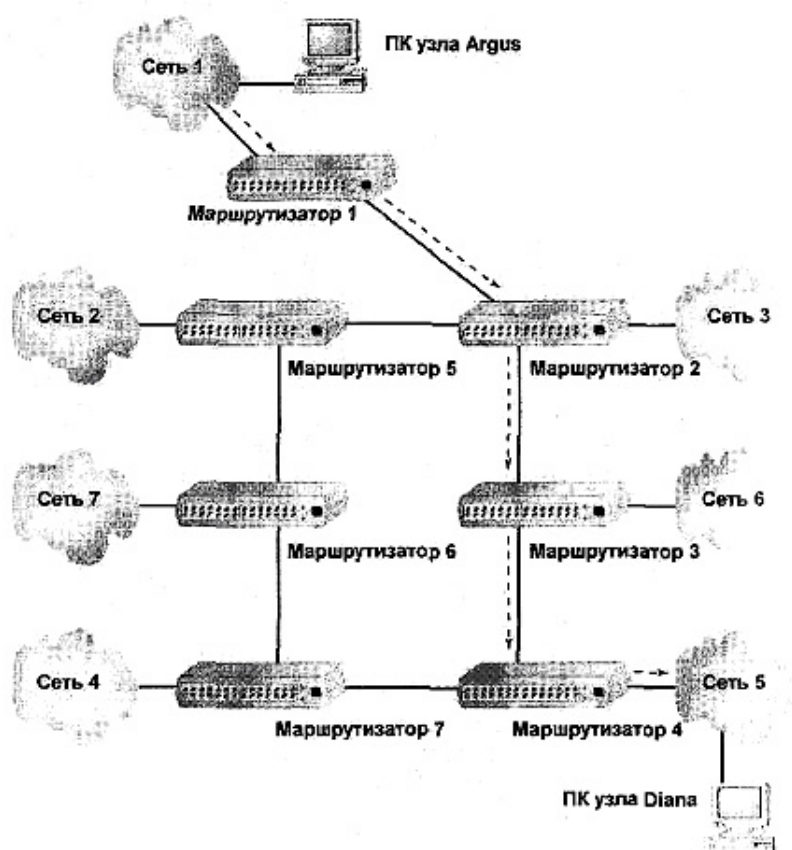 ПК узла Argus
Сеть 1
Маршрутизатор 1
Сеть 2
Сеть 3
Маршрутизатор 5
Маршрутизатор 2
Сеть 7
Сеть 6
Маршрутизатор 6
Маршрутизатор 3
Сеть 4
Сеть 5
Маршрутизатор 7
Маршрутизатор 4
ПК узла Diana